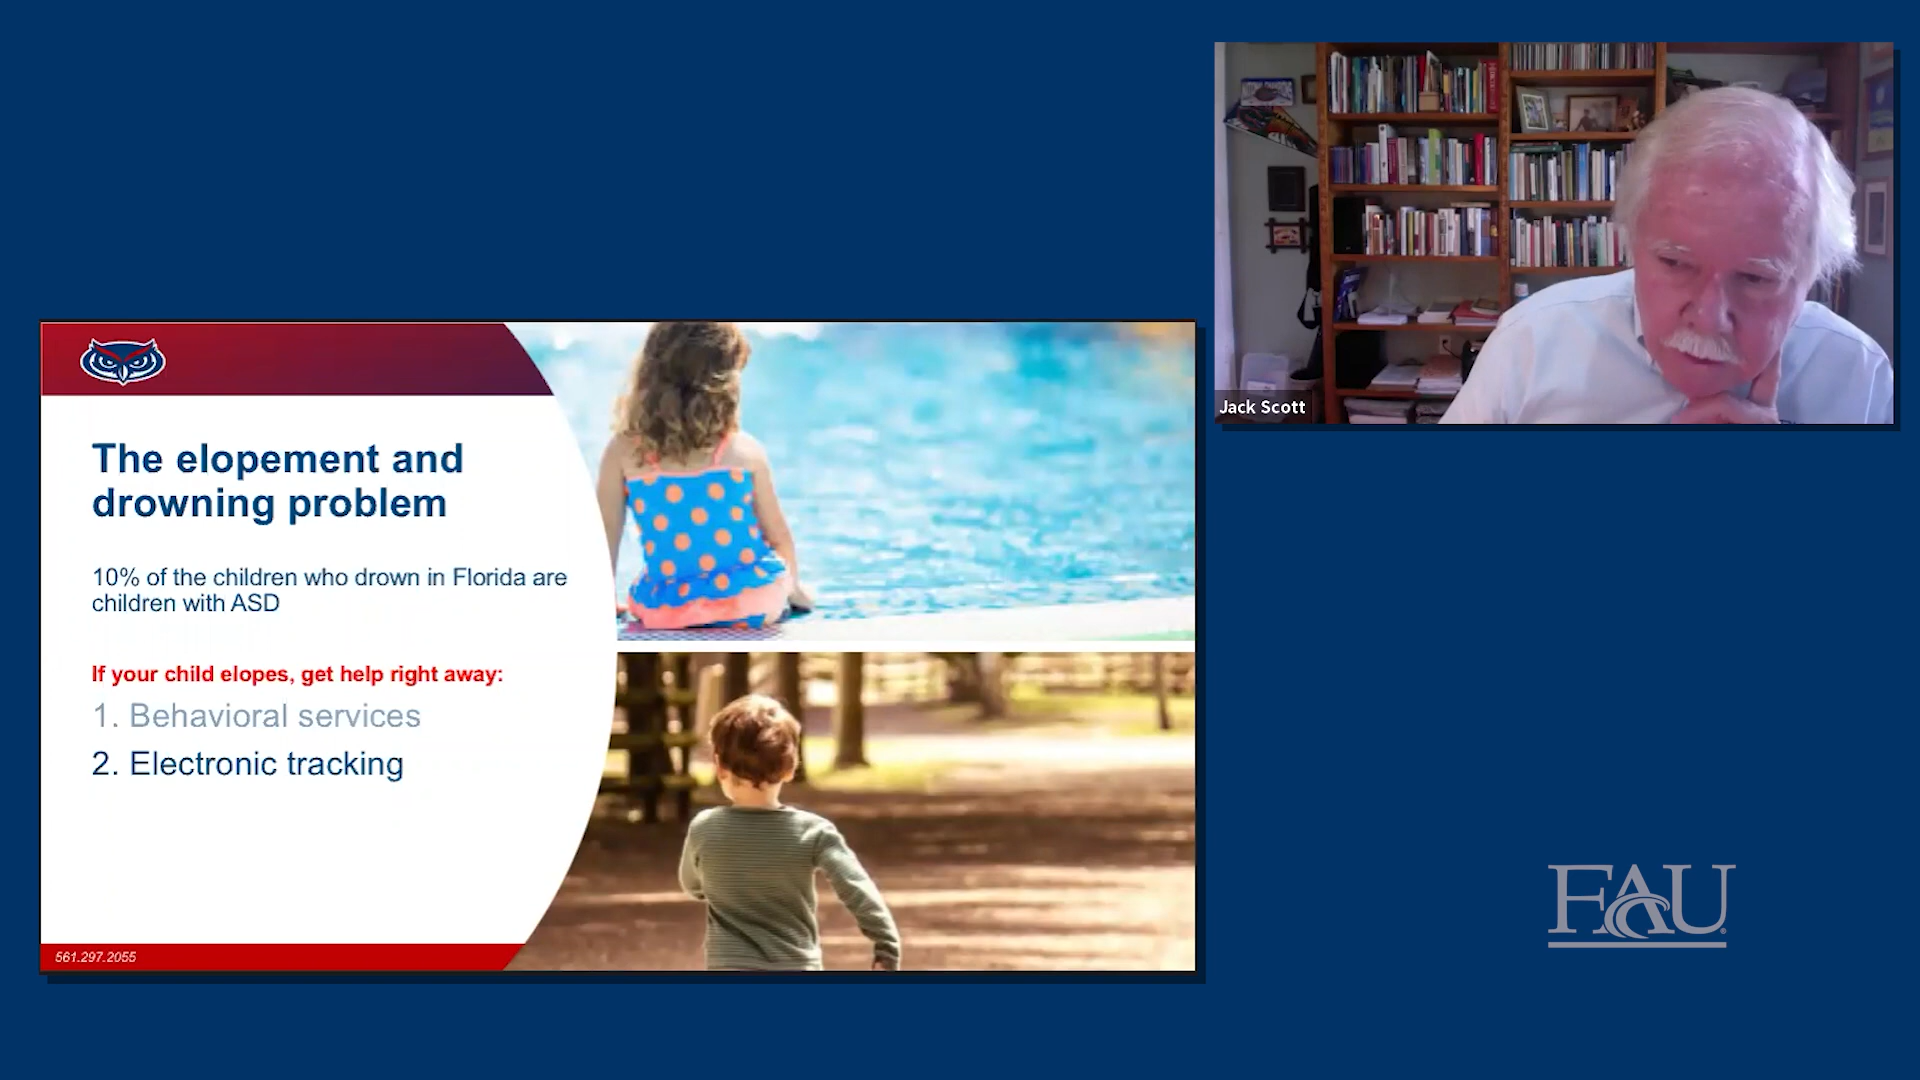 The elopement and
drowning problem
10% of the children who drown in Florida are
children with ASD
If your child elopes, get help right away:
1. Behavioral services
2. Electronic tracking
561.297.2055
Jack Scott
FAU